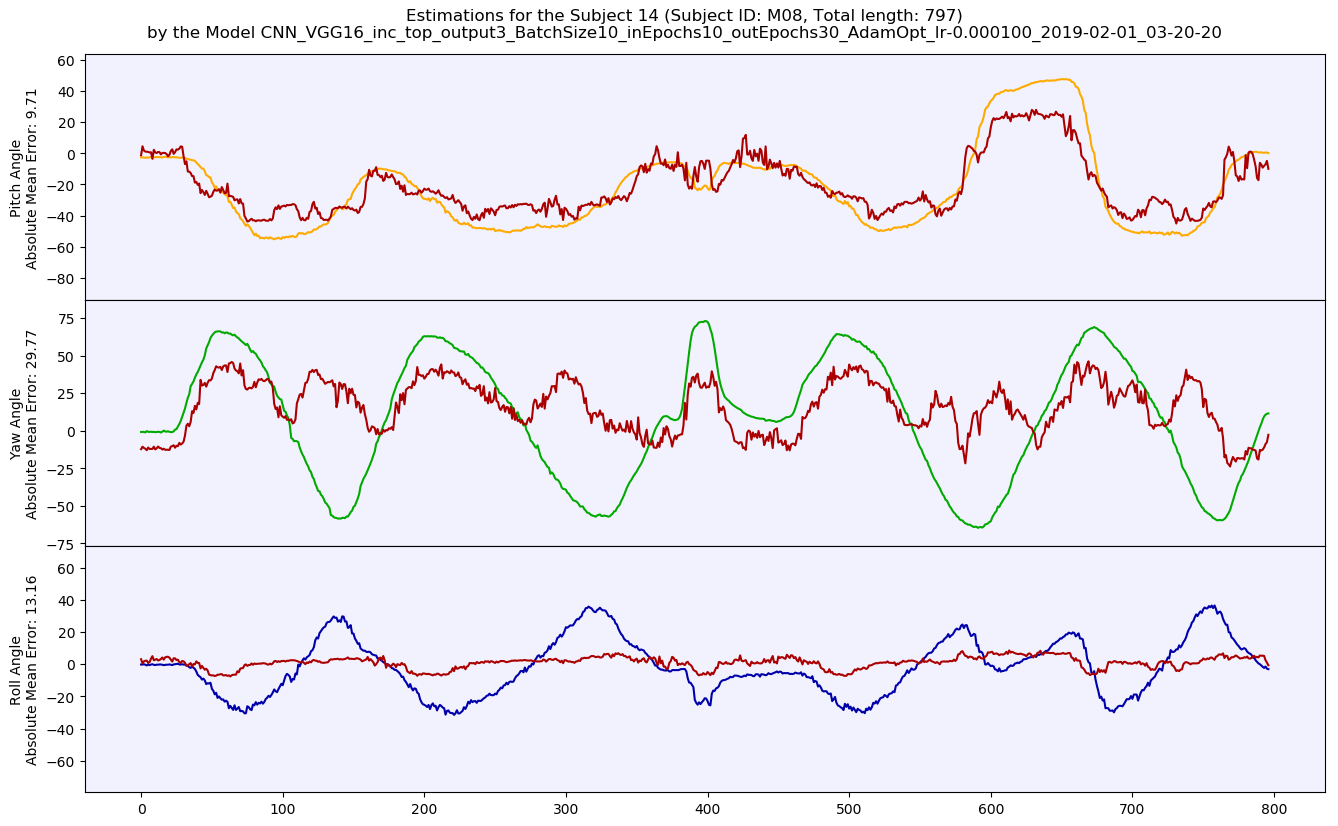 Estimations for the Subject 14 (Subject ID: M08, Total length: 797)
by the Model CNN_VGG16_inc_top_output3_BatchSize10_inEpochs10_outEpochs30_AdamOpt_lr-0.000100_2019-02-01_03-20-20
Pitch Angle
Absolute Mean Error: 9.71
60
40
20
0
−20
−40
−60
−80
Yaw Angle
Absolute Mean Error: 29.77
75
50
25
0
−25
−50
−75
Roll Angle
Absolute Mean Error: 13.16
60
40
20
0
−20
−40
−60
0 100 200 300 400 500 600 700 800